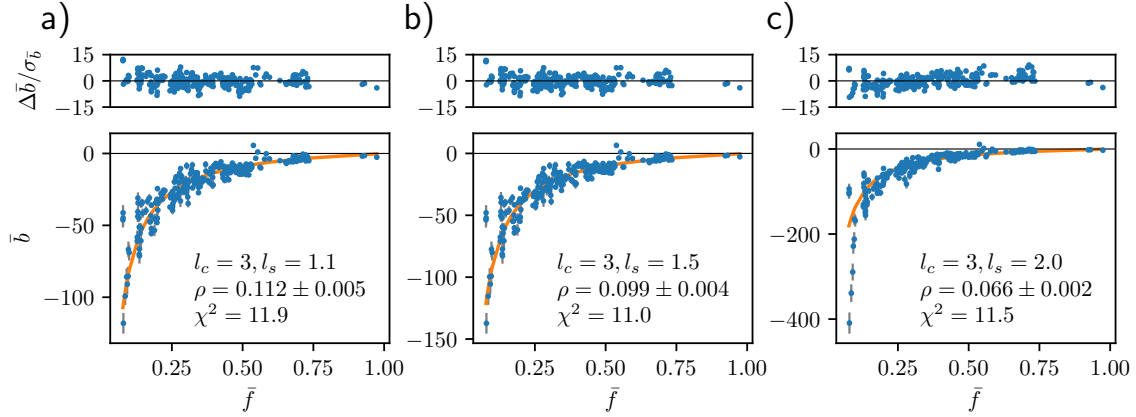 a)
b)
c)
Δb̄/σ_b̄
15
0
−15
15
0
−15
15
0
−15
b̄
0
−50
−100
l_c = 3, l_s = 1.1
ρ = 0.112 ± 0.005
χ² = 11.9
0.25 0.50 0.75 1.00
f̄
0
−50
−100
−150
l_c = 3, l_s = 1.5
ρ = 0.099 ± 0.004
χ² = 11.0
0.25 0.50 0.75 1.00
f̄
0
−200
−400
l_c = 3, l_s = 2.0
ρ = 0.066 ± 0.002
χ² = 11.5
0.25 0.50 0.75 1.00
f̄